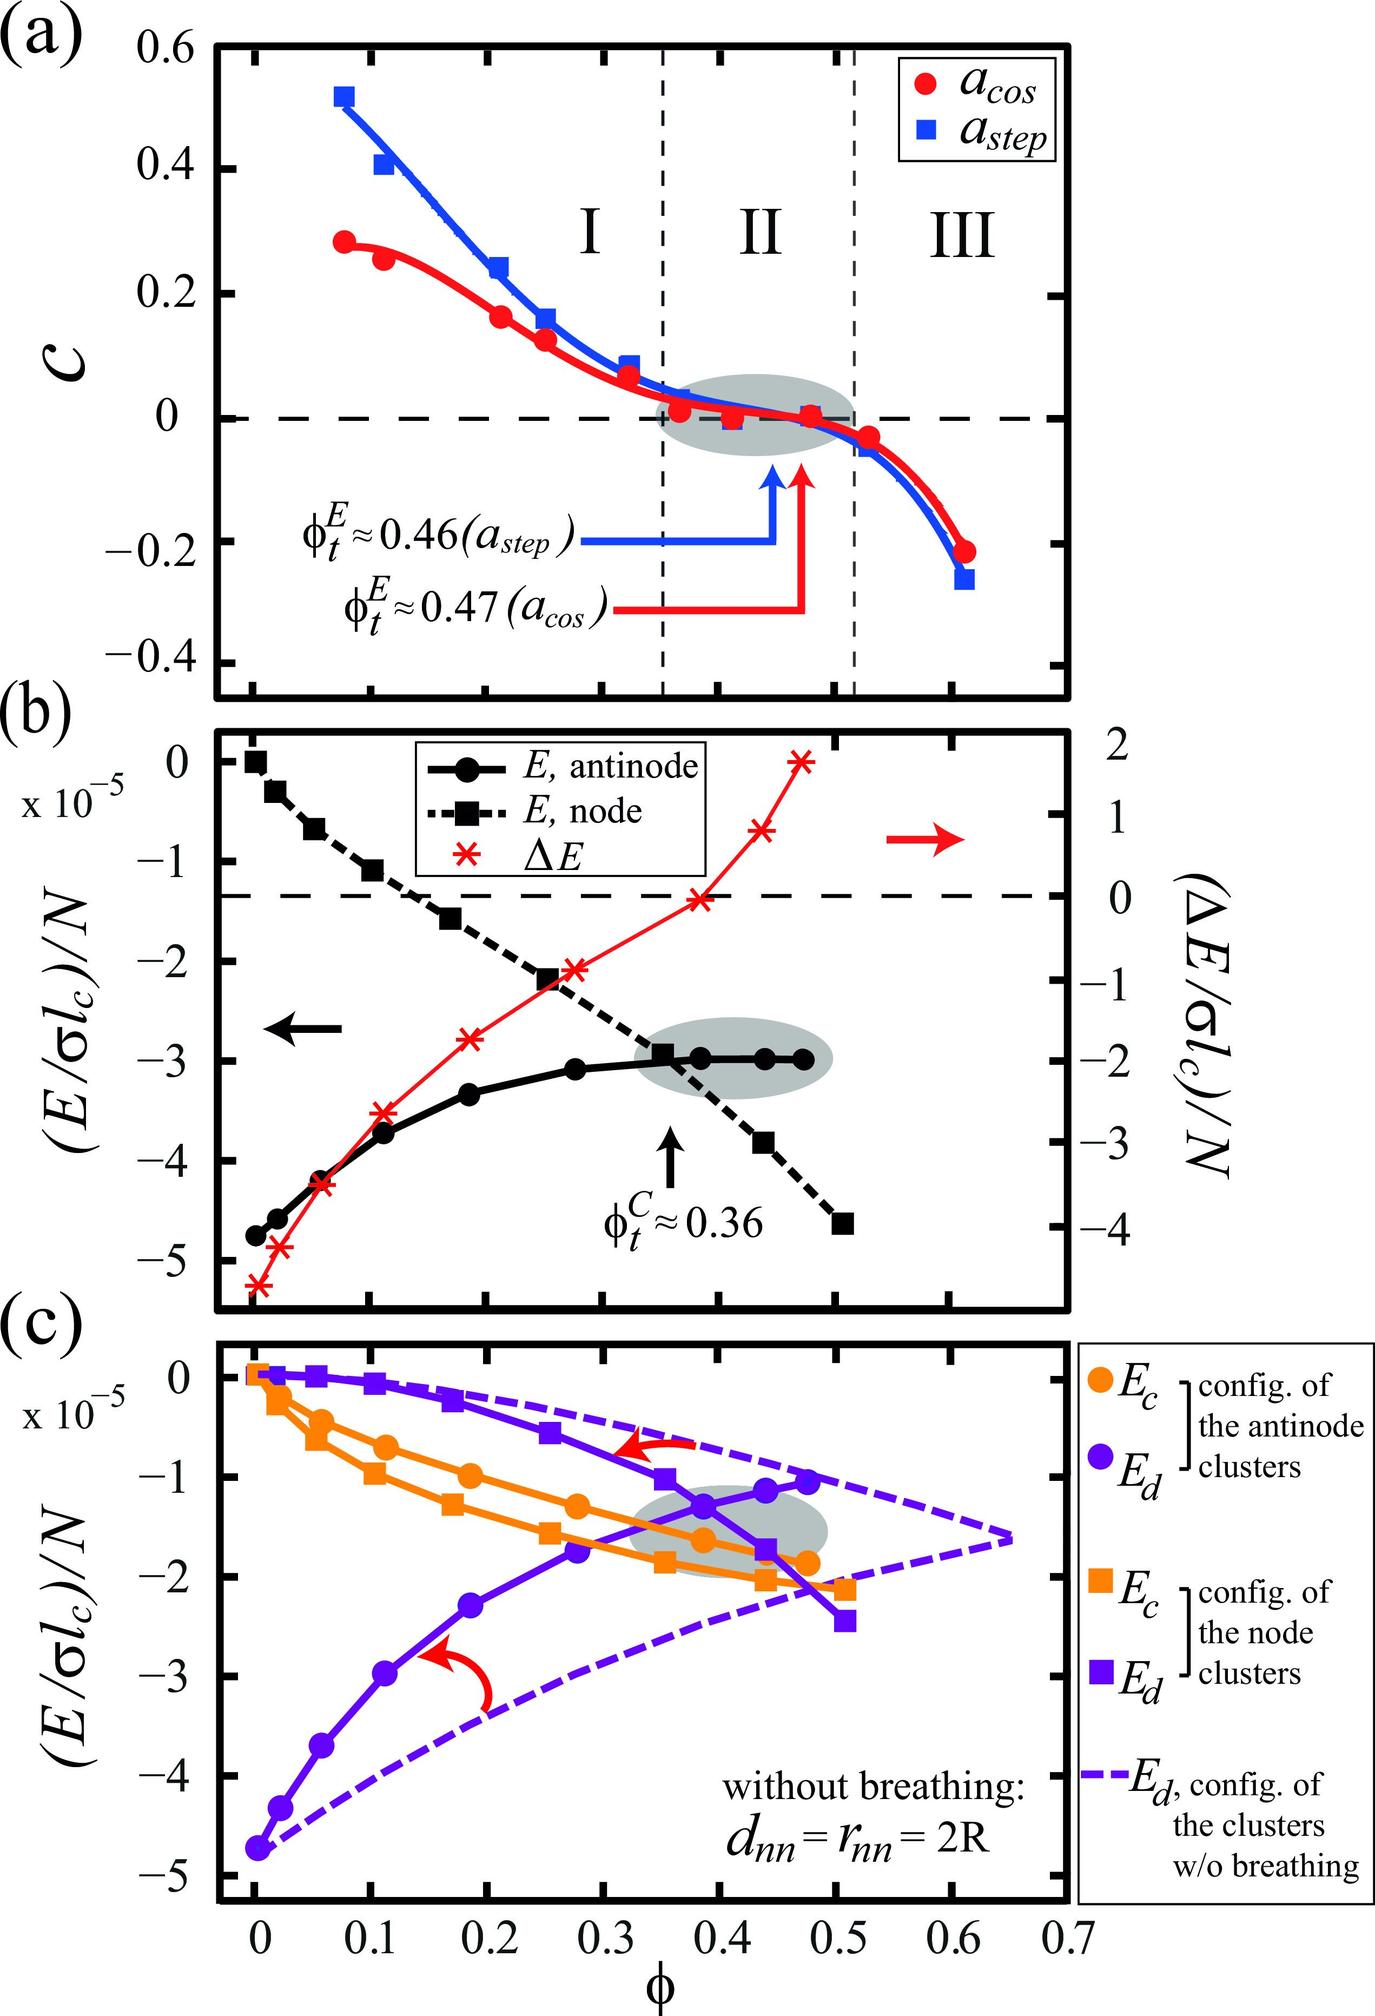 (a)
0.6
0.4
0.2
0
−0.2
−0.4
c
a_cos
a_step
I
II
III
ϕ_t^E ≈ 0.46 (a_step)
ϕ_t^E ≈ 0.47 (a_cos)
(b)
0
x 10^−5
−1
−2
−3
−4
−5
(E/σl_c)/N
E, antinode
E, node
ΔE
ϕ_t^C ≈ 0.36
2
1
0
−1
−2
−3
−4
(ΔE/σl_c)/N
(c)
0
x 10^−5
−1
−2
−3
−4
−5
(E/σl_c)/N
without breathing:
d_nn = r_nn = 2R
E_c
E_d
config. of
the antinode
clusters
E_c
E_d
config. of
the node
clusters
E_d, config. of
the clusters
w/o breathing
0 0.1 0.2 0.3 0.4 0.5 0.6 0.7
ϕ